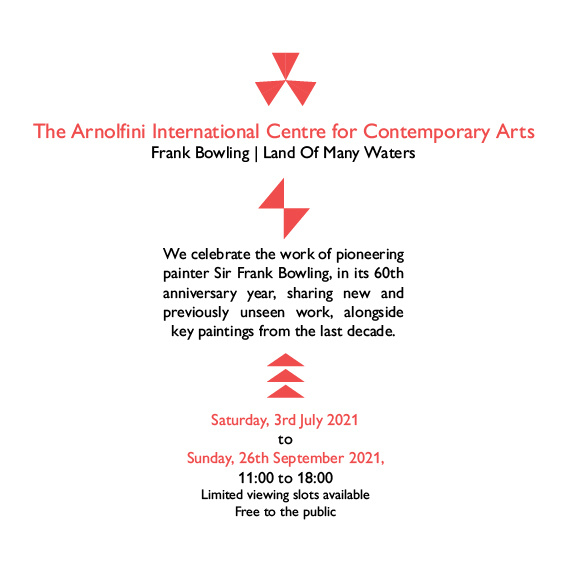 The Arnolfini International Centre for Contemporary Arts
Frank Bowling | Land Of Many Waters
We celebrate the work of pioneering
painter Sir Frank Bowling, in its 60th
anniversary year, sharing new and
previously unseen work, alongside
key paintings from the last decade.
Saturday, 3rd July 2021
to
Sunday, 26th September 2021,
11:00 to 18:00
Limited viewing slots available
Free to the public